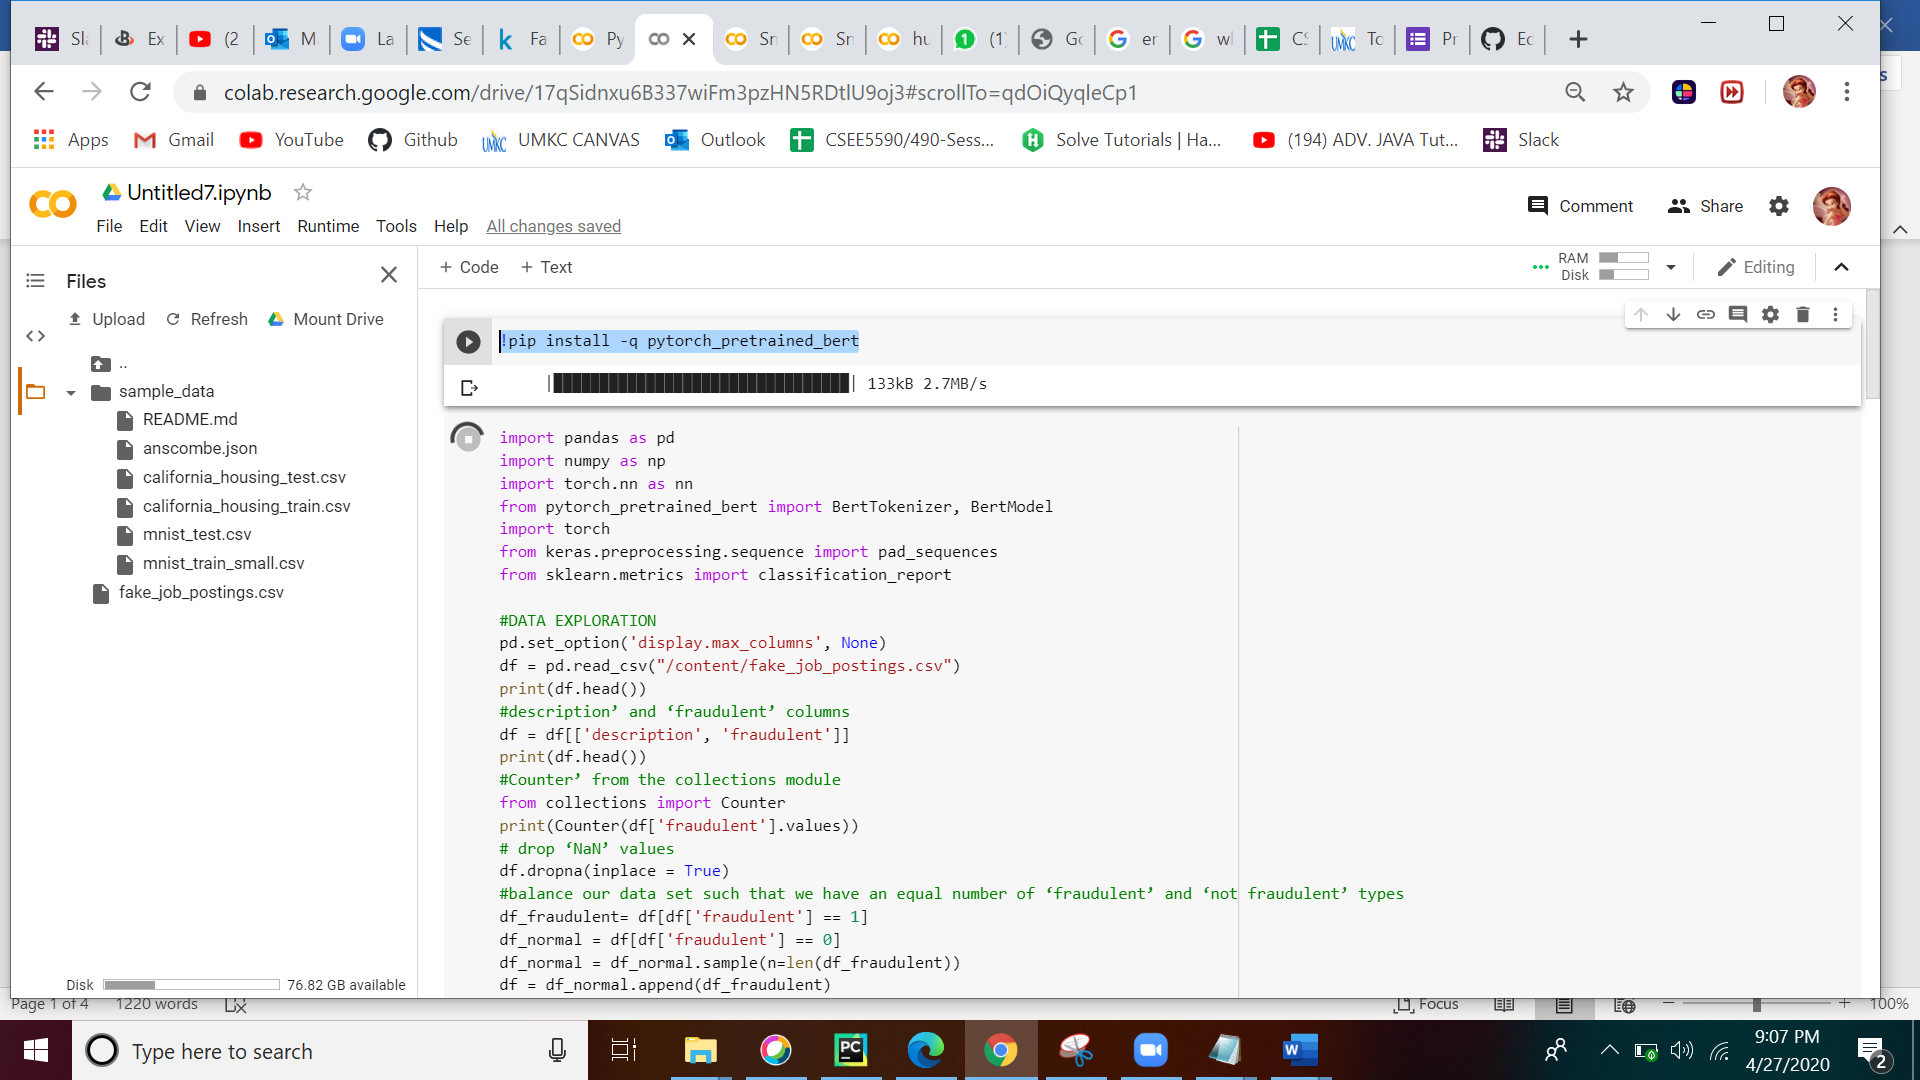 Sl
Ex
(2
M
La
Se
Fa
Py
Sn
Sn
hu
(1)
Gc
er
wl
CS
Tc
Pr
Ec
colab.research.google.com/drive/17qSidnxu6B337wiFm3pzHN5RDtlU9oj3#scrollTo=qdOiQyqIeCp1
Apps Gmail YouTube Github UMKC CANVAS Outlook CSEE5590/490-Sess... Solve Tutorials | Ha... (194) ADV. JAVA Tut... Slack
Untitled7.ipynb
File Edit View Insert Runtime Tools Help All changes saved
Comment Share
Files
Upload Refresh Mount Drive
..
sample_data
README.md
anscombe.json
california_housing_test.csv
california_housing_train.csv
mnist_test.csv
mnist_train_small.csv
fake_job_postings.csv
Disk 76.82 GB available
+ Code + Text
RAM
Disk
Editing
!pip install -q pytorch_pretrained_bert
133kB 2.7MB/s
import pandas as pd
import numpy as np
import torch.nn as nn
from pytorch_pretrained_bert import BertTokenizer, BertModel
import torch
from keras.preprocessing.sequence import pad_sequences
from sklearn.metrics import classification_report
#DATA EXPLORATION
pd.set_option('display.max_columns', None)
df = pd.read_csv("/content/fake_job_postings.csv")
print(df.head())
#description’ and ‘fraudulent’ columns
df = df[['description', 'fraudulent']]
print(df.head())
#Counter’ from the collections module
from collections import Counter
print(Counter(df['fraudulent'].values))
# drop ‘NaN’ values
df.dropna(inplace = True)
#balance our data set such that we have an equal number of ‘fraudulent’ and ‘not fraudulent’ types
df_fraudulent= df[df['fraudulent'] == 1]
df_normal = df[df['fraudulent'] == 0]
df_normal = df_normal.sample(n=len(df_fraudulent))
df = df_normal.append(df_fraudulent)
Page 1 of 4 1220 words Focus 100%
Type here to search
9:07 PM
4/27/2020
2